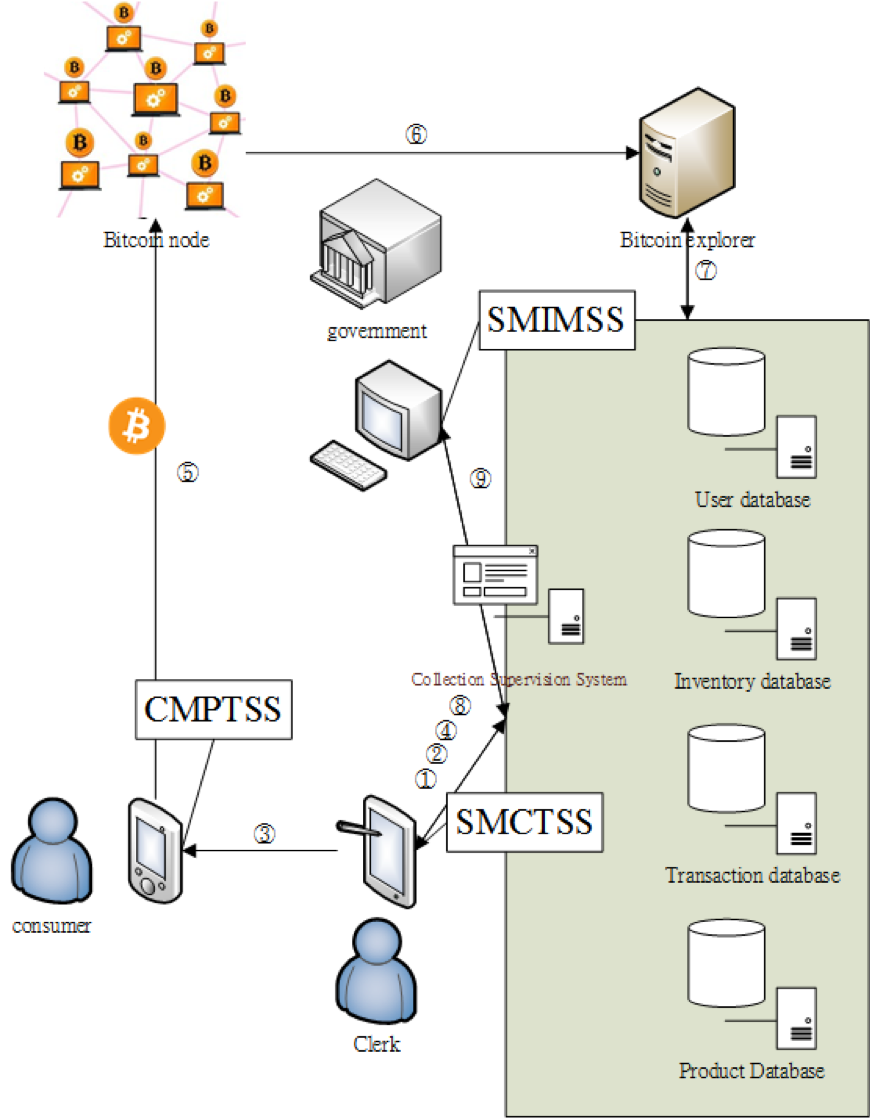 ⑥
Bitcoin node
Bitcoin explorer
⑦
government
SMIMSS
⑤
⑨
User database
Collection Supervision System
Inventory database
⑧
④
②
①
CMPTSS
SMCTSS
③
Transaction database
consumer
Clerk
Product Database